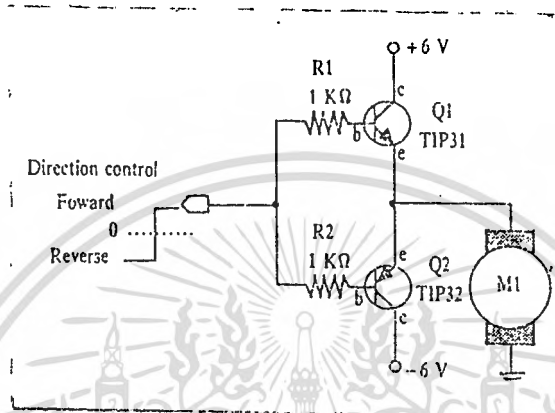 +6 V
R1
1 KΩ
c
Q1
b
TIP31
e
Direction control
Foward
0
Reverse
R2
1 KΩ
e
Q2
b
TIP32
c
M1
−6 V